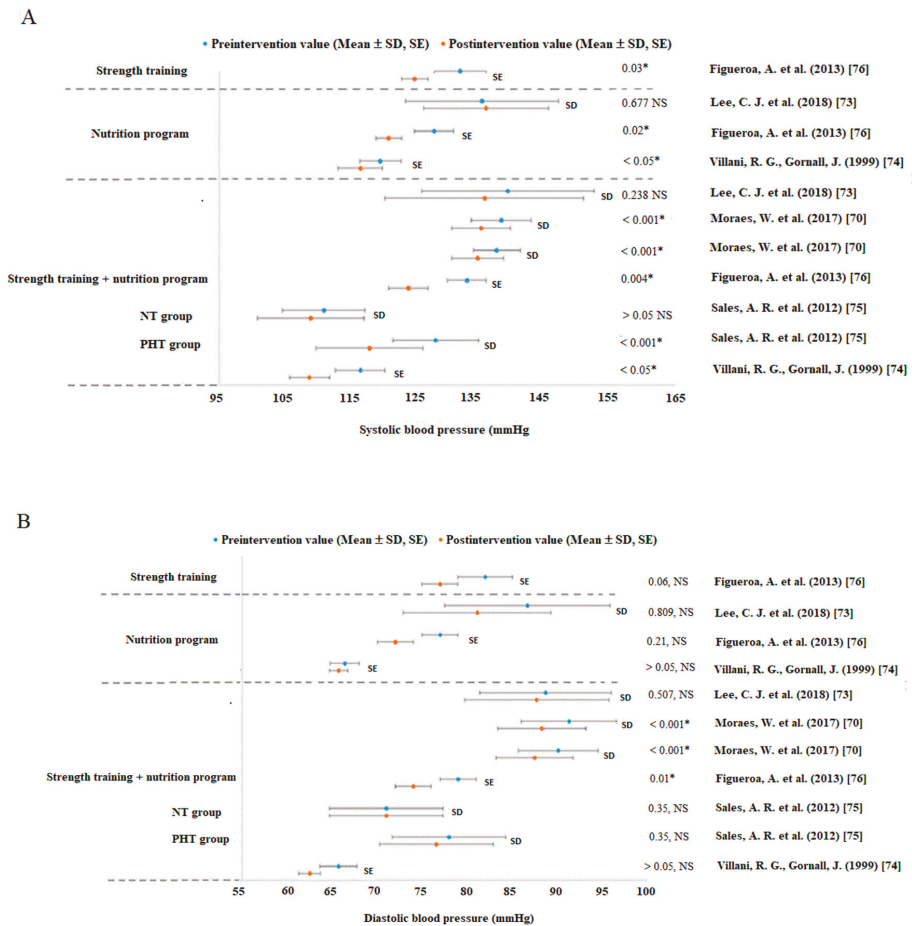 A
Preintervention value (Mean ± SD, SE) Postintervention value (Mean ± SD, SE)
Strength training SE 0.03* Figueroa, A. et al. (2013) [76]
SD 0.677 NS Lee, C. J. et al. (2018) [73]
Nutrition program SE 0.02* Figueroa, A. et al. (2013) [76]
SE < 0.05* Villani, R. G., Gornall, J. (1999) [74]
SD 0.238 NS Lee, C. J. et al. (2018) [73]
SD < 0.001* Moraes, W. et al. (2017) [70]
SD < 0.001* Moraes, W. et al. (2017) [70]
Strength training + nutrition program SE 0.004* Figueroa, A. et al. (2013) [76]
NT group SD > 0.05 NS Sales, A. R. et al. (2012) [75]
PHT group SD < 0.001* Sales, A. R. et al. (2012) [75]
SE < 0.05* Villani, R. G., Gornall, J. (1999) [74]
95 105 115 125 135 145 155 165
Systolic blood pressure (mmHg
B
Preintervention value (Mean ± SD, SE) Postintervention value (Mean ± SD, SE)
Strength training SE 0.06, NS Figueroa, A. et al. (2013) [76]
SD 0.809, NS Lee, C. J. et al. (2018) [73]
Nutrition program SE 0.21, NS Figueroa, A. et al. (2013) [76]
SE > 0.05, NS Villani, R. G., Gornall, J. (1999) [74]
SD 0.507, NS Lee, C. J. et al. (2018) [73]
SD < 0.001* Moraes, W. et al. (2017) [70]
SD < 0.001* Moraes, W. et al. (2017) [70]
Strength training + nutrition program SE 0.01* Figueroa, A. et al. (2013) [76]
NT group SD 0.35, NS Sales, A. R. et al. (2012) [75]
PHT group SD 0.35, NS Sales, A. R. et al. (2012) [75]
SE > 0.05, NS Villani, R. G., Gornall, J. (1999) [74]
55 60 65 70 75 80 85 90 95 100
Diastolic blood pressure (mmHg)